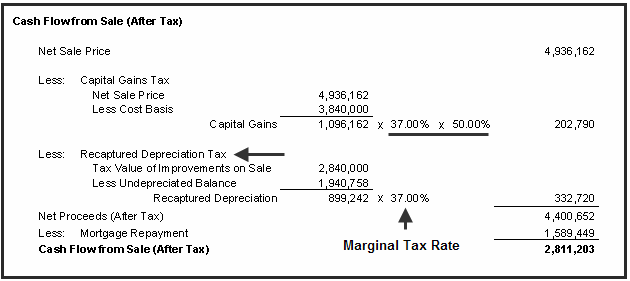 Cash Flow from Sale (After Tax)
Net Sale Price 4,936,162
Less: Capital Gains Tax
Net Sale Price 4,936,162
Less Cost Basis 3,840,000
Capital Gains 1,096,162 x 37.00% x 50.00% 202,790
Less: Recaptured Depreciation Tax
Tax Value of Improvements on Sale 2,840,000
Less Undepreciated Balance 1,940,758
Recaptured Depreciation 899,242 x 37.00% 332,720
Net Proceeds (After Tax) 4,400,652
Less: Mortgage Repayment 1,589,449
Cash Flow from Sale (After Tax) 2,811,203
Marginal Tax Rate